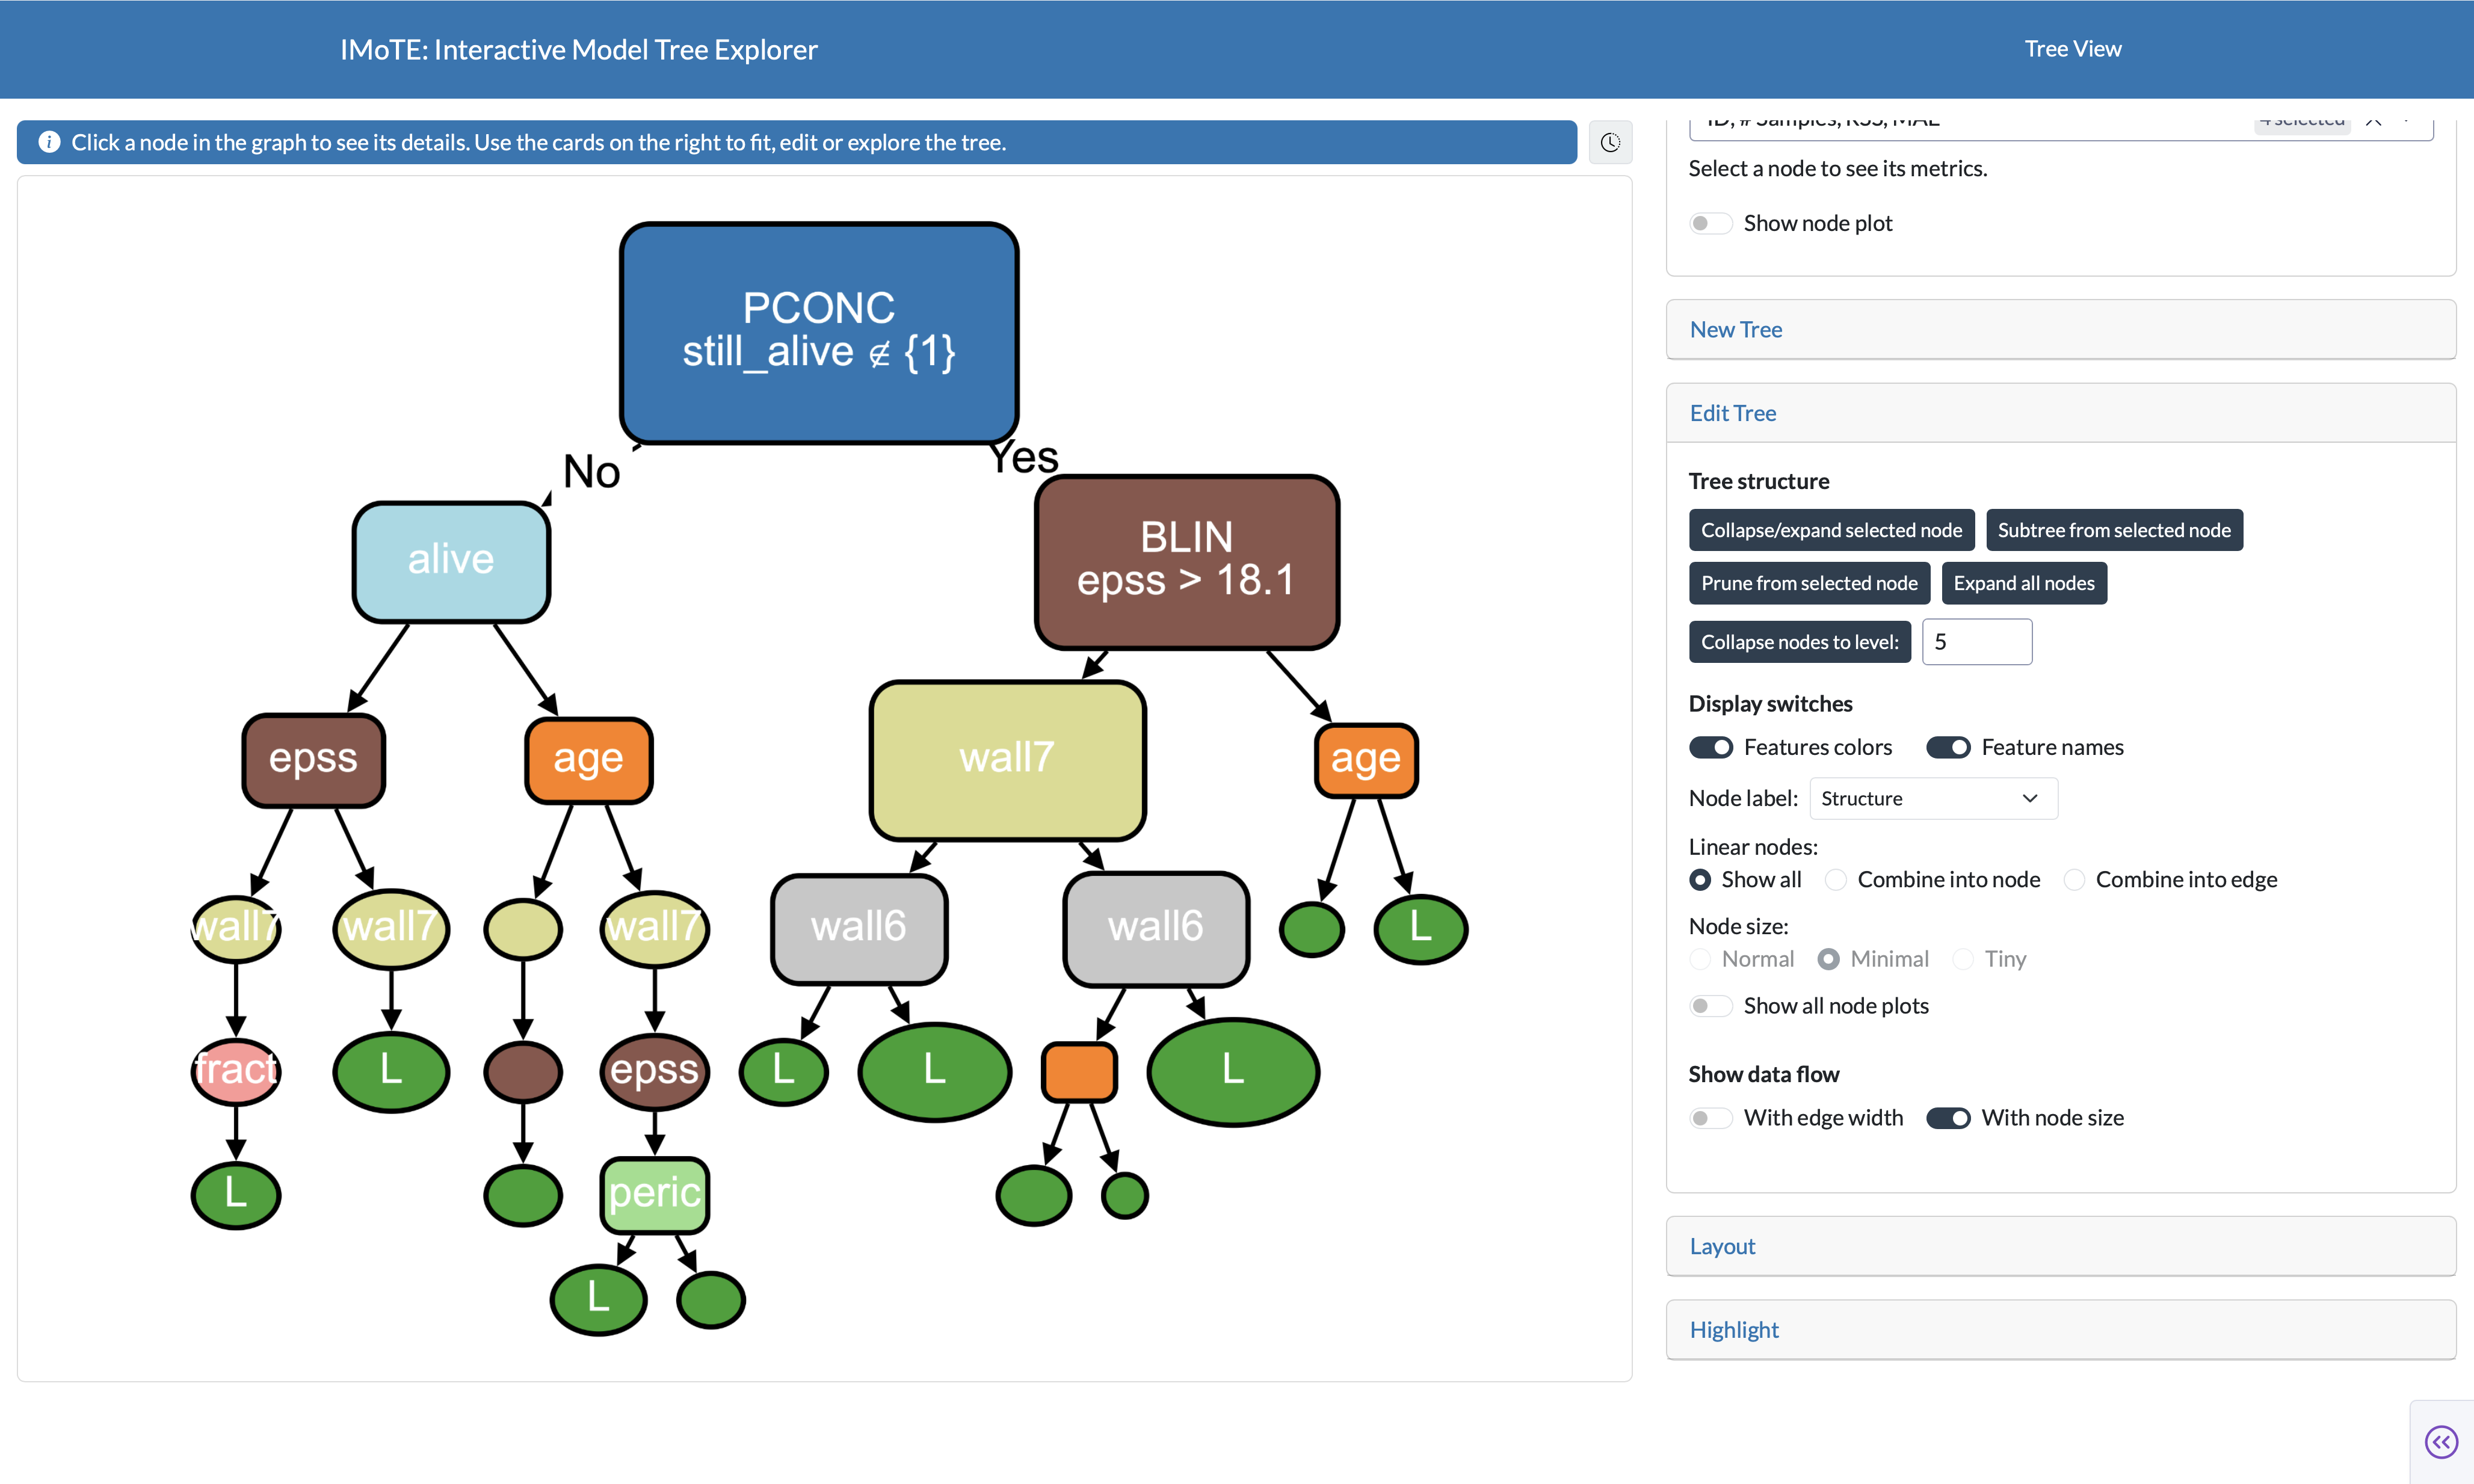 IMoTE: Interactive Model Tree Explorer
Tree View
Click a node in the graph to see its details. Use the cards on the right to fit, edit or explore the tree.
PCONC
still_alive ∉ {1}
No
Yes
alive
BLIN
epss > 18.1
epss
age
wall7
age
wall7
wall7
wall7
wall6
wall6
L
fract
L
epss
L
L
L
L
peric
L
ID, # Samples, RSS, MAE
4 selected
Select a node to see its metrics.
Show node plot
New Tree
Edit Tree
Tree structure
Collapse/expand selected node
Subtree from selected node
Prune from selected node
Expand all nodes
Collapse nodes to level:
5
Display switches
Features colors
Feature names
Node label:
Structure
Linear nodes:
Show all
Combine into node
Combine into edge
Node size:
Normal
Minimal
Tiny
Show all node plots
Show data flow
With edge width
With node size
Layout
Highlight